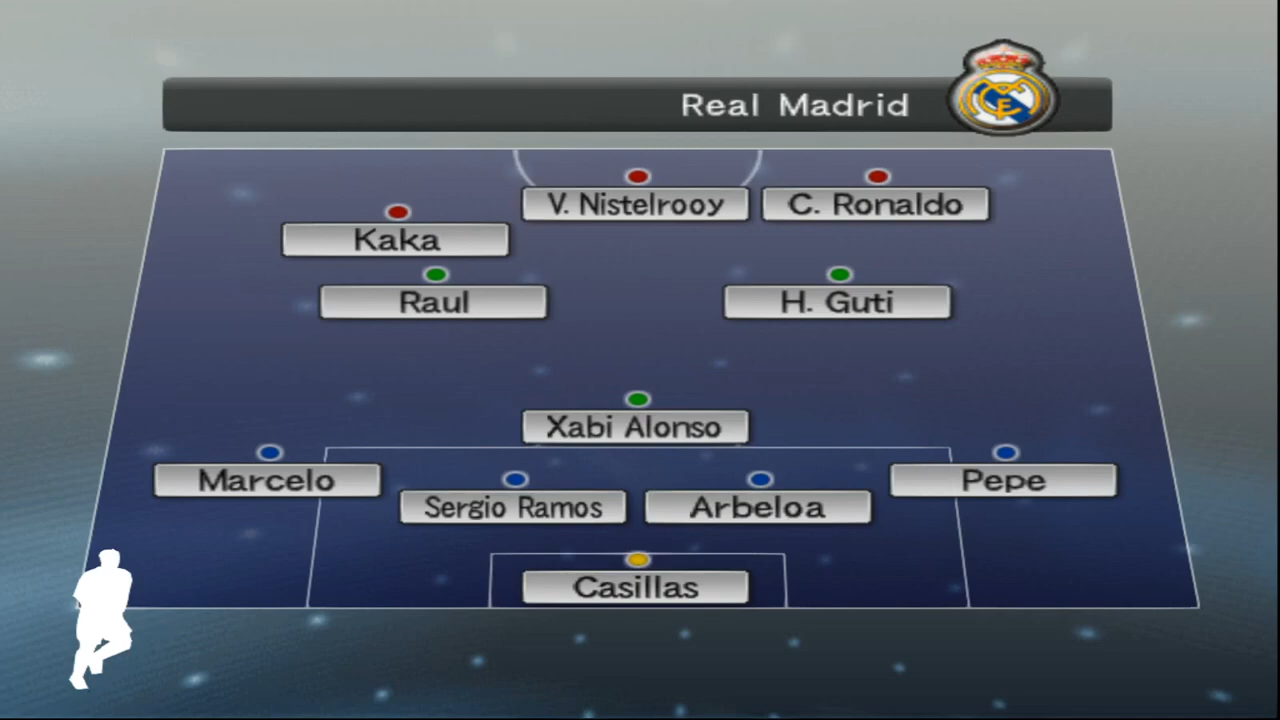 Real Madrid
V. Nistelrooy
C. Ronaldo
Kaka
Raul
H. Guti
Xabi Alonso
Marcelo
Pepe
Sergio Ramos
Arbeloa
Casillas